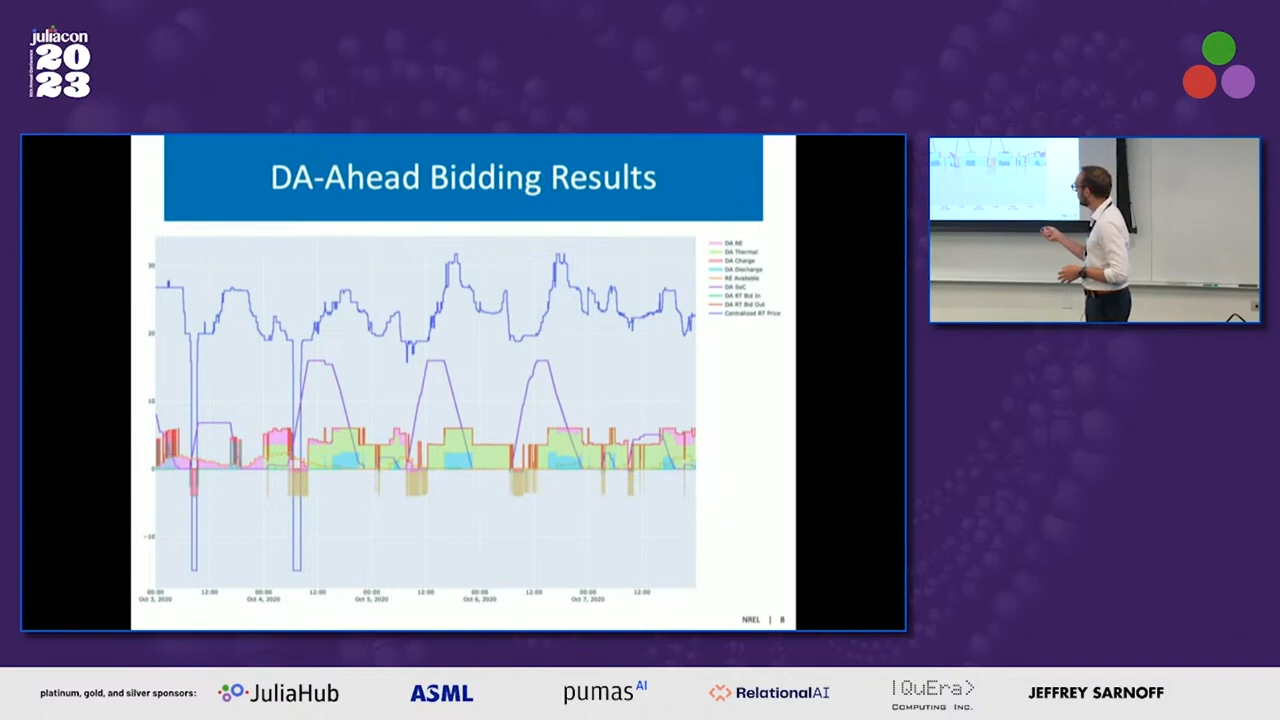 juliacon
20
23
DA-Ahead Bidding Results
DA RE
DA Thermal
DA Charge
DA Discharge
RE Available
DA SoC
DA RT Bid In
DA RT Bid Out
Centralized RT Price
30
20
10
0
−10
00:00
Oct 3, 2020
12:00
00:00
Oct 4, 2020
12:00
00:00
Oct 5, 2020
12:00
00:00
Oct 6, 2020
12:00
00:00
Oct 7, 2020
12:00
NREL | 8
platinum, gold, and silver sponsors:
JuliaHub
ASML
pumasAI
RelationalAI
|QuEra>
COMPUTING INC.
JEFFREY SARNOFF